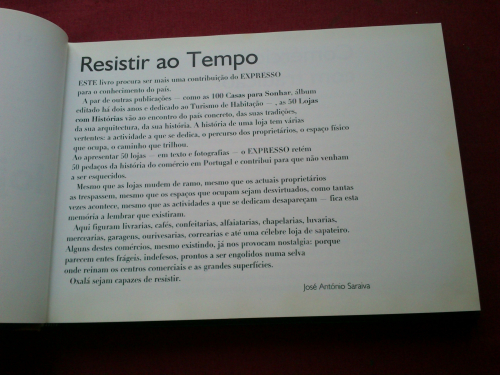 Resistir ao Tempo
ESTE livro procura ser mais uma contribuição do EXPRESSO
para o conhecimento do país.
A par de outras publicações — como as 100 Casas para Sonhar, álbum
editado há dois anos e dedicado ao Turismo de Habitação — , as 50 Lojas
com Histórias vão ao encontro do país concreto, das suas tradições,
da sua arquitectura, da sua história. A história de uma loja tem várias
vertentes: a actividade a que se dedica, o percurso dos proprietários, o espaço físico
que ocupa, o caminho que trilhou.
Ao apresentar 50 lojas — em texto e fotografias — o EXPRESSO retém
50 pedaços da história do comércio em Portugal e contribui para que não venham
a ser esquecidos.
Mesmo que as lojas mudem de ramo, mesmo que os actuais proprietários
as trespassem, mesmo que os espaços que ocupam sejam desvirtuados, como tantas
vezes acontece, mesmo que as actividades a que se dedicam desapareçam — fica esta
memória a lembrar que existiram.
Aqui figuram livrarias, cafés, confeitarias, alfaiatarias, chapelarias, luvarias,
mercearias, garagens, ourivesarias, correarias e até uma célebre loja de sapateiro.
Alguns destes comércios, mesmo existindo, já nos provocam nostalgia: porque
parecem entes frágeis, indefesos, prontos a ser engolidos numa selva
onde reinam os centros comerciais e as grandes superfícies.
Oxalá sejam capazes de resistir.
José António Saraiva